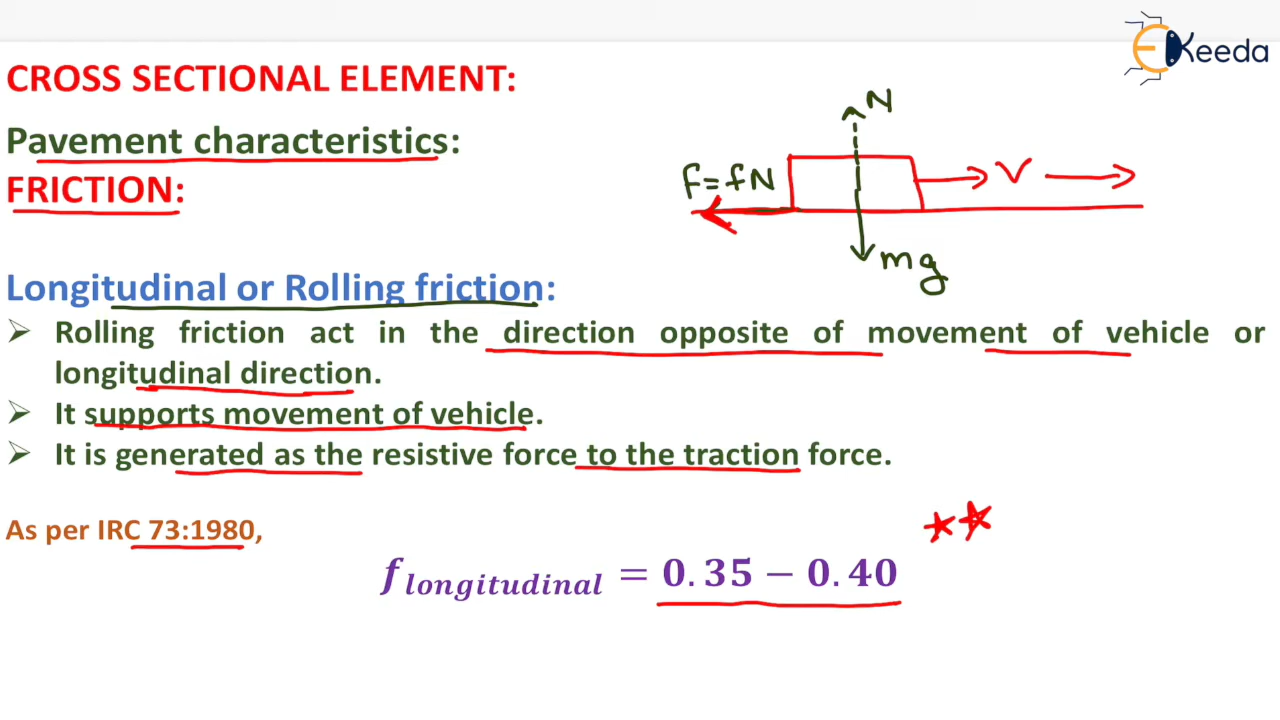 EKeeda
CROSS SECTIONAL ELEMENT:
Pavement characteristics:
FRICTION:
N
F=fN
V
mg
Longitudinal or Rolling friction:
➢ Rolling friction act in the direction opposite of movement of vehicle or
longitudinal direction.
➢ It supports movement of vehicle.
➢ It is generated as the resistive force to the traction force.
As per IRC 73:1980,
f longitudinal = 0.35 − 0.40